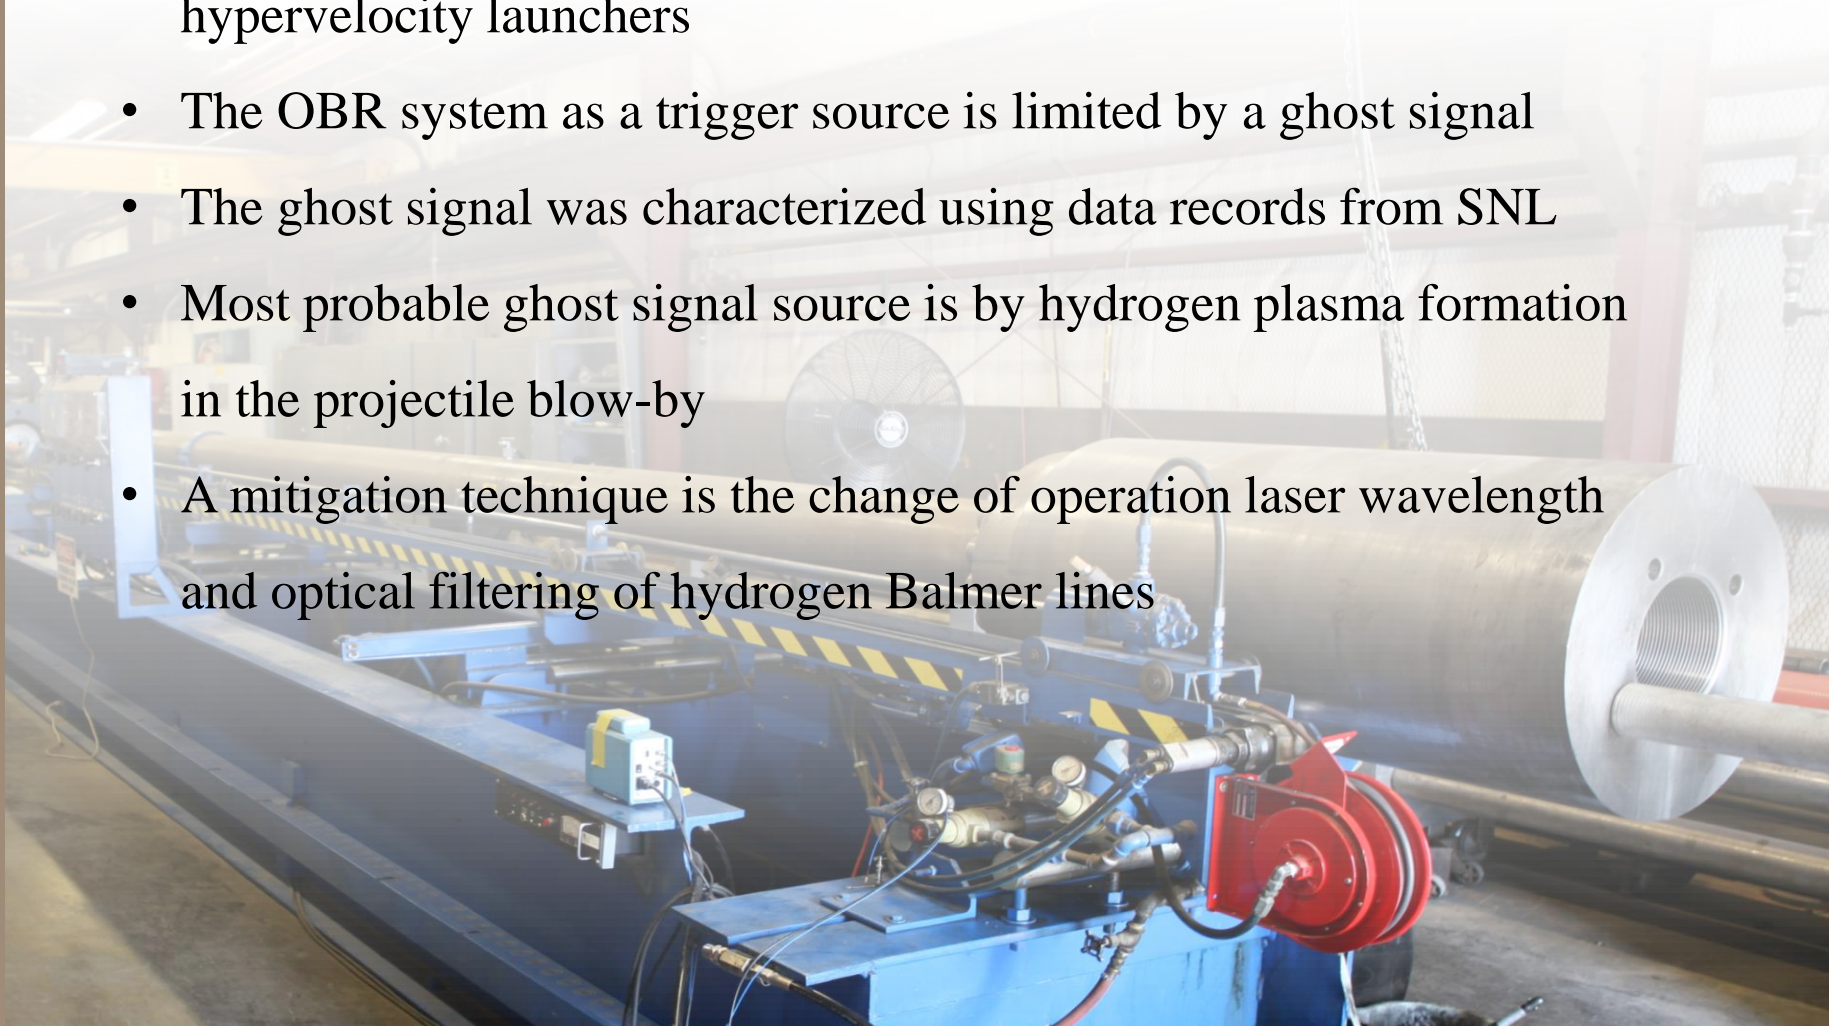 hypervelocity launchers
• The OBR system as a trigger source is limited by a ghost signal
• The ghost signal was characterized using data records from SNL
• Most probable ghost signal source is by hydrogen plasma formation
in the projectile blow-by
• A mitigation technique is the change of operation laser wavelength
and optical filtering of hydrogen Balmer lines